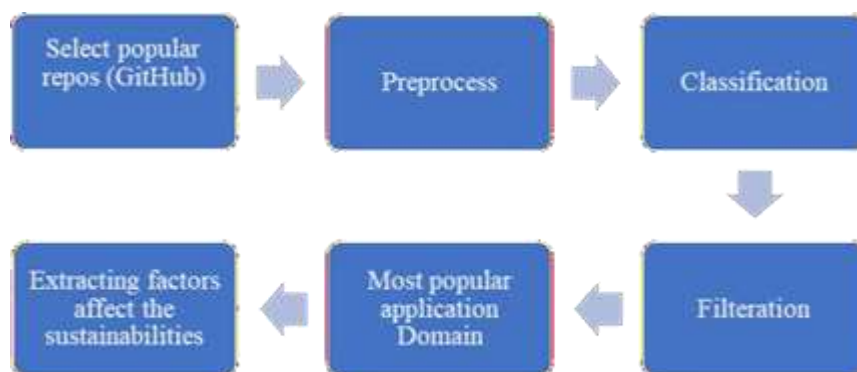 Select popular
repos (GitHub)
Preprocess
Classification
Filteration
Most popular
application
Domain
Extracting factors
affect the
sustainabilities